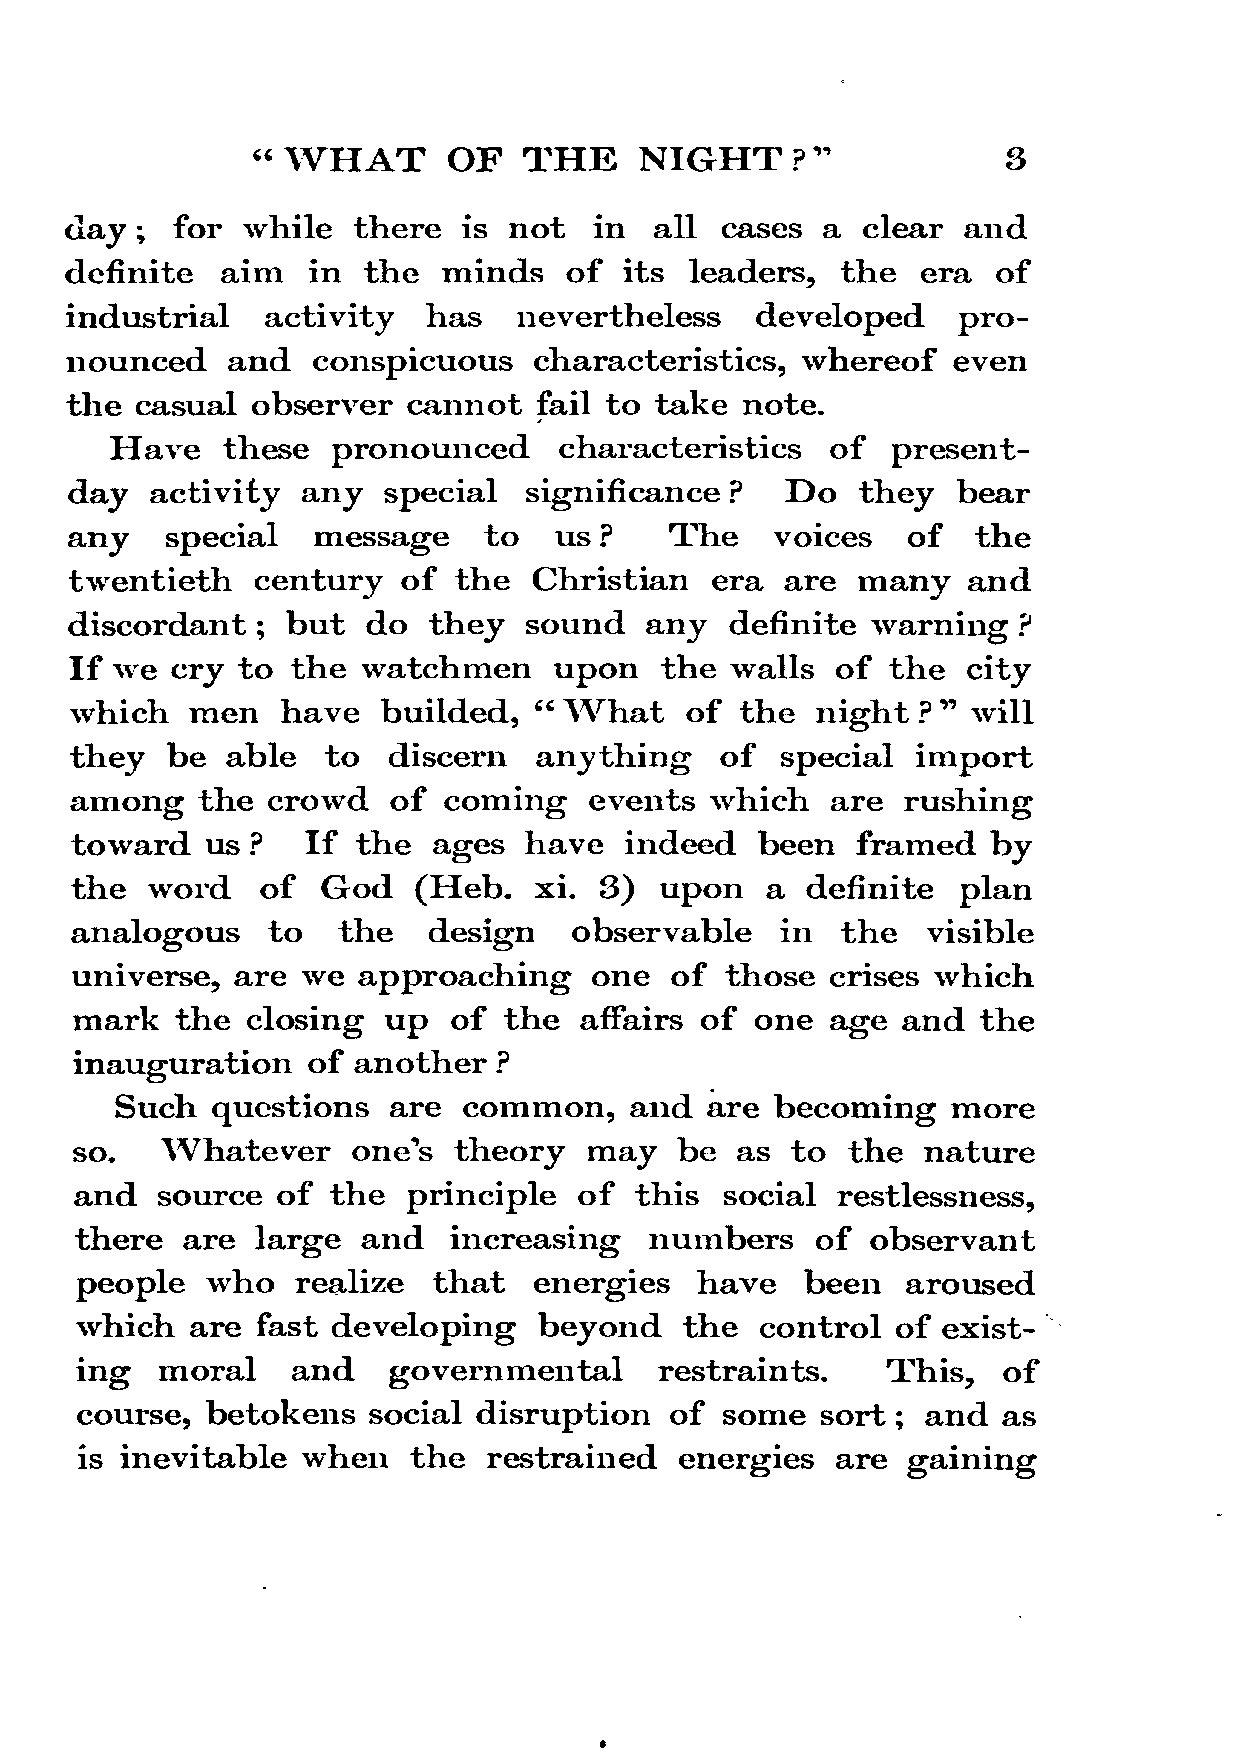 “ WHAT OF THE NIGHT ? ” 3
day ; for while there is not in all cases a clear and
definite aim in the minds of its leaders, the era of
industrial activity has nevertheless developed pro-
nounced and conspicuous characteristics, whereof even
the casual observer cannot fail to take note.
Have these pronounced characteristics of present-
day activity any special significance ? Do they bear
any special message to us ? The voices of the
twentieth century of the Christian era are many and
discordant ; but do they sound any definite warning ?
If we cry to the watchmen upon the walls of the city
which men have builded, “ What of the night ? ” will
they be able to discern anything of special import
among the crowd of coming events which are rushing
toward us ? If the ages have indeed been framed by
the word of God (Heb. xi. 3) upon a definite plan
analogous to the design observable in the visible
universe, are we approaching one of those crises which
mark the closing up of the affairs of one age and the
inauguration of another ?
Such questions are common, and are becoming more
so. Whatever one’s theory may be as to the nature
and source of the principle of this social restlessness,
there are large and increasing numbers of observant
people who realize that energies have been aroused
which are fast developing beyond the control of exist-
ing moral and governmental restraints. This, of
course, betokens social disruption of some sort ; and as
is inevitable when the restrained energies are gaining